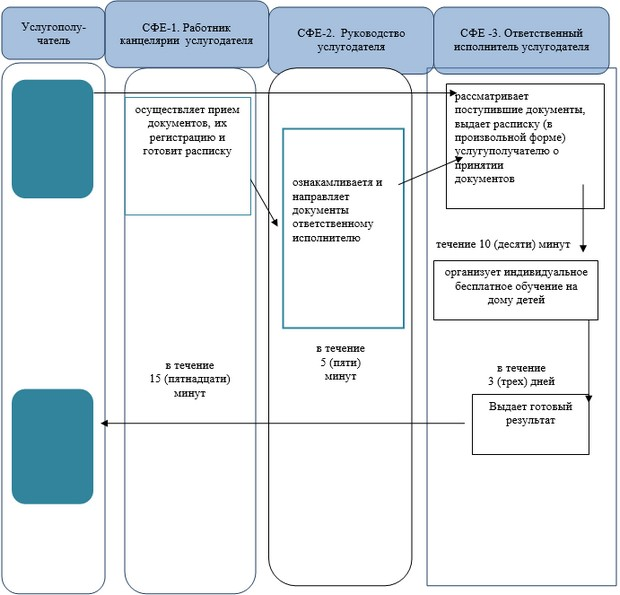 Услугополу-
чатель
СФЕ-1. Работник
канцелярии услугодателя
СФЕ-2. Руководство
услугодателя
СФЕ -3. Ответственный
исполнитель услугодателя
осуществляет прием
документов, их
регистрацию и
готовит расписку
в течение
15 (пятнадцати)
минут
ознакамливаетя и
направляет
документы
ответственному
исполнителю
в течение
5 (пяти)
минут
рассматривает
поступившие документы,
выдает расписку (в
произвольной форме)
услугуполучателю о
принятии
документов
течение 10 (десяти) минут
организует индивидуальное
бесплатное обучение на
дому детей
в течение
3 (трех) дней
Выдает готовый
результат